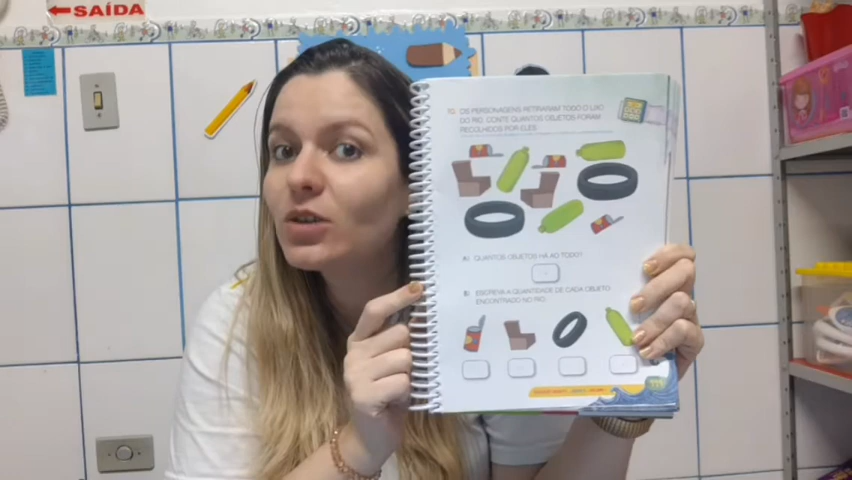 SAÍDA
10. OS PERSONAGENS RETIRARAM TODO O LIXO
DO RIO. CONTE QUANTOS OBJETOS FORAM
RECOLHIDOS POR ELES.
A) QUANTOS OBJETOS HÁ AO TODO?
B) ESCREVA A QUANTIDADE DE CADA OBJETO
ENCONTRADO NO RIO.